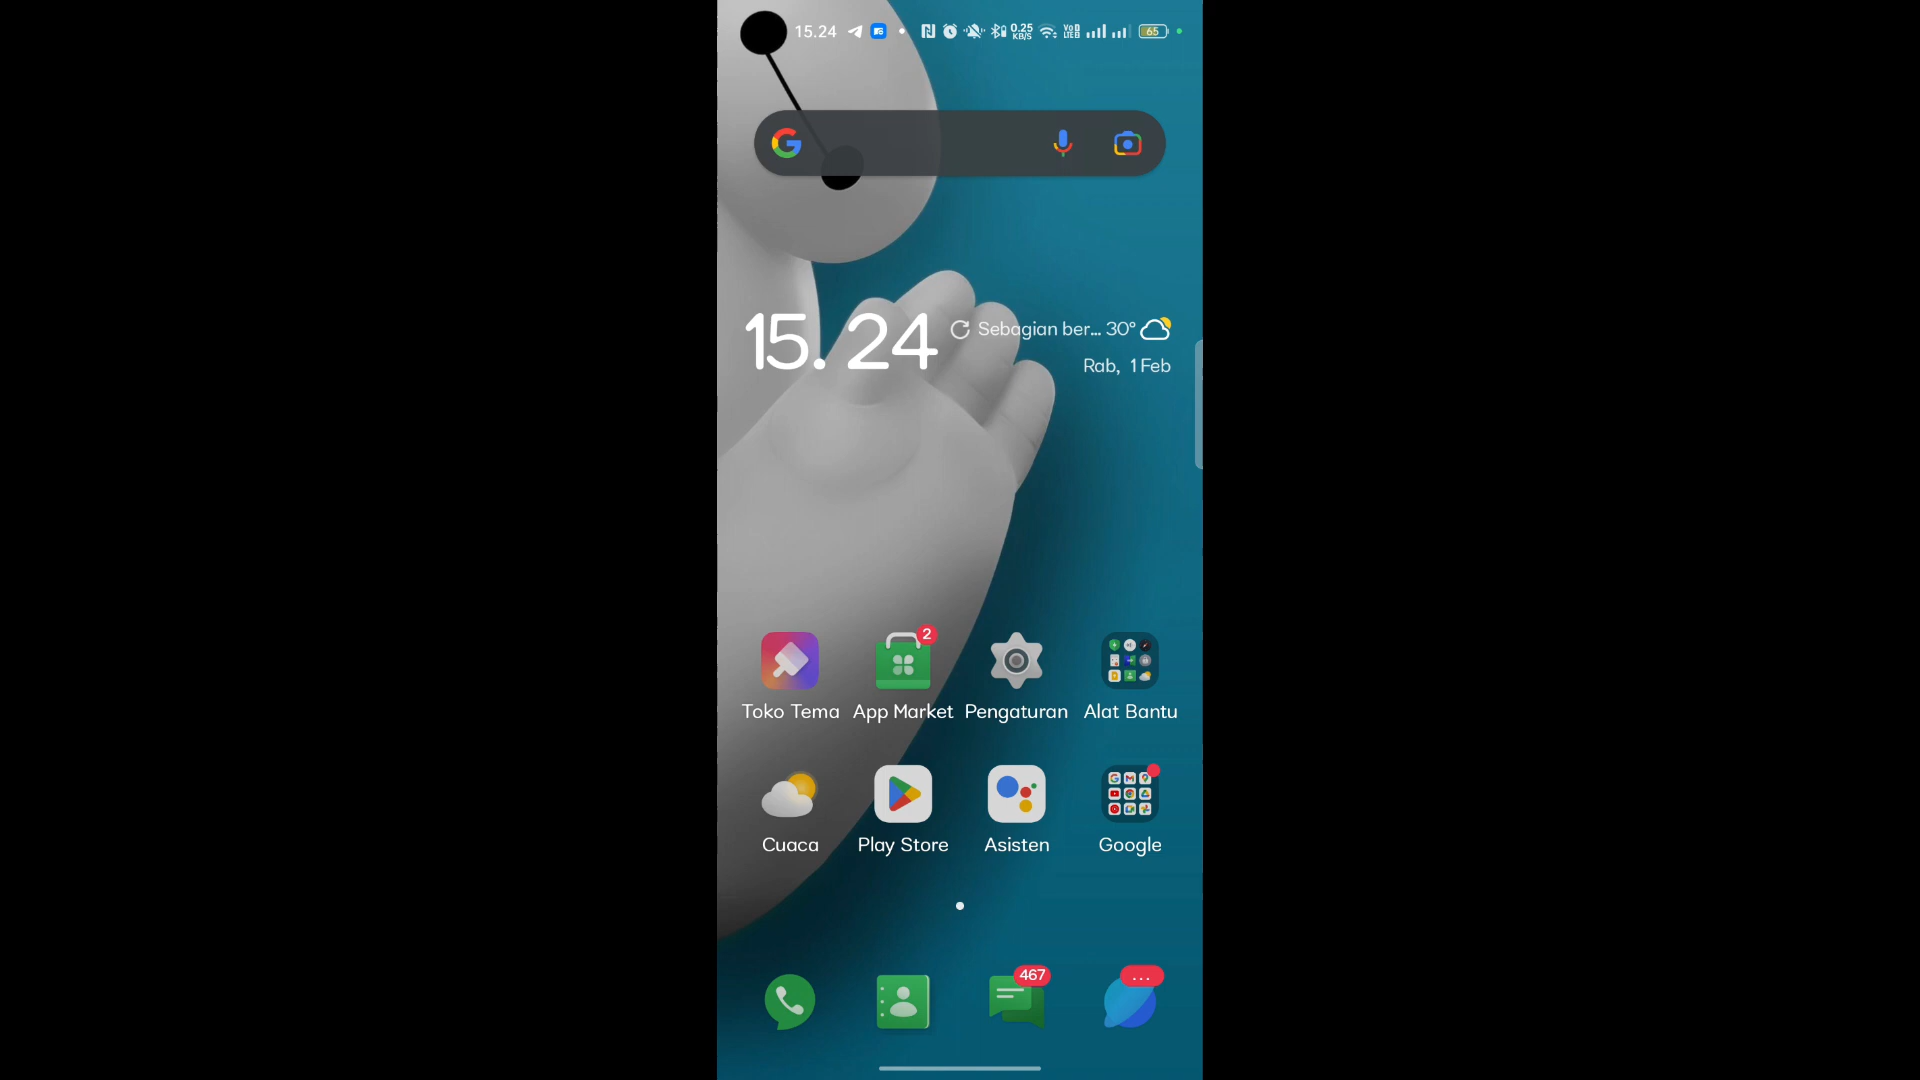 15.24
0.25
KB/S
65
15. 24
Sebagian ber... 30°
Rab, 1 Feb
2
Toko Tema App Market Pengaturan Alat Bantu
Cuaca Play Store Asisten Google
467
...